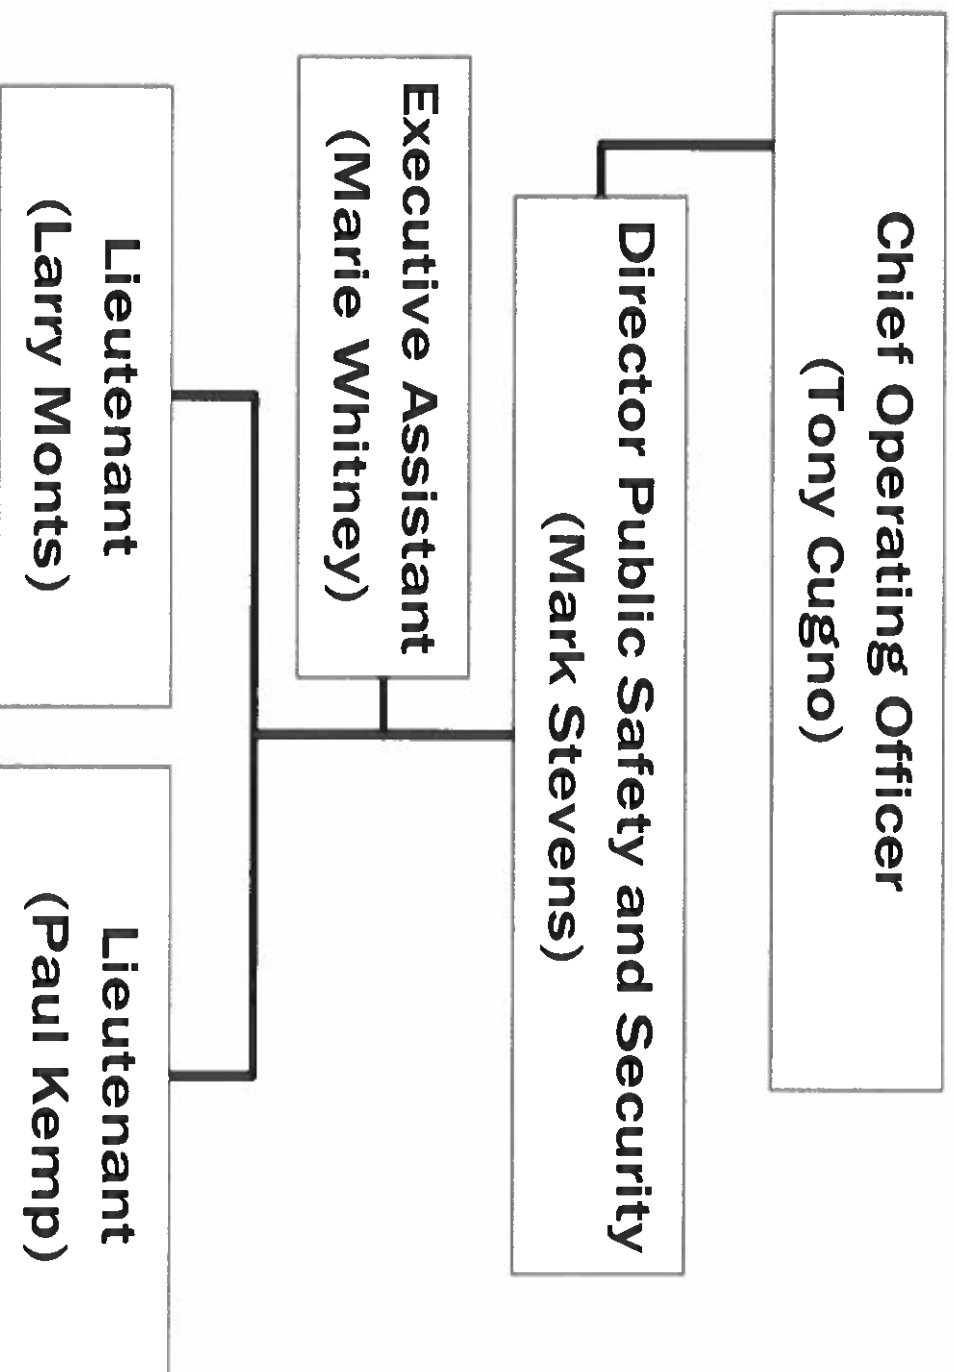 Chief Operating Officer
(Tony Cugno)
Director Public Safety and Security
(Mark Stevens)
Executive Assistant
(Marie Whitney)
Lieutenant
(Larry Monts)
Lieutenant
(Paul Kemp)